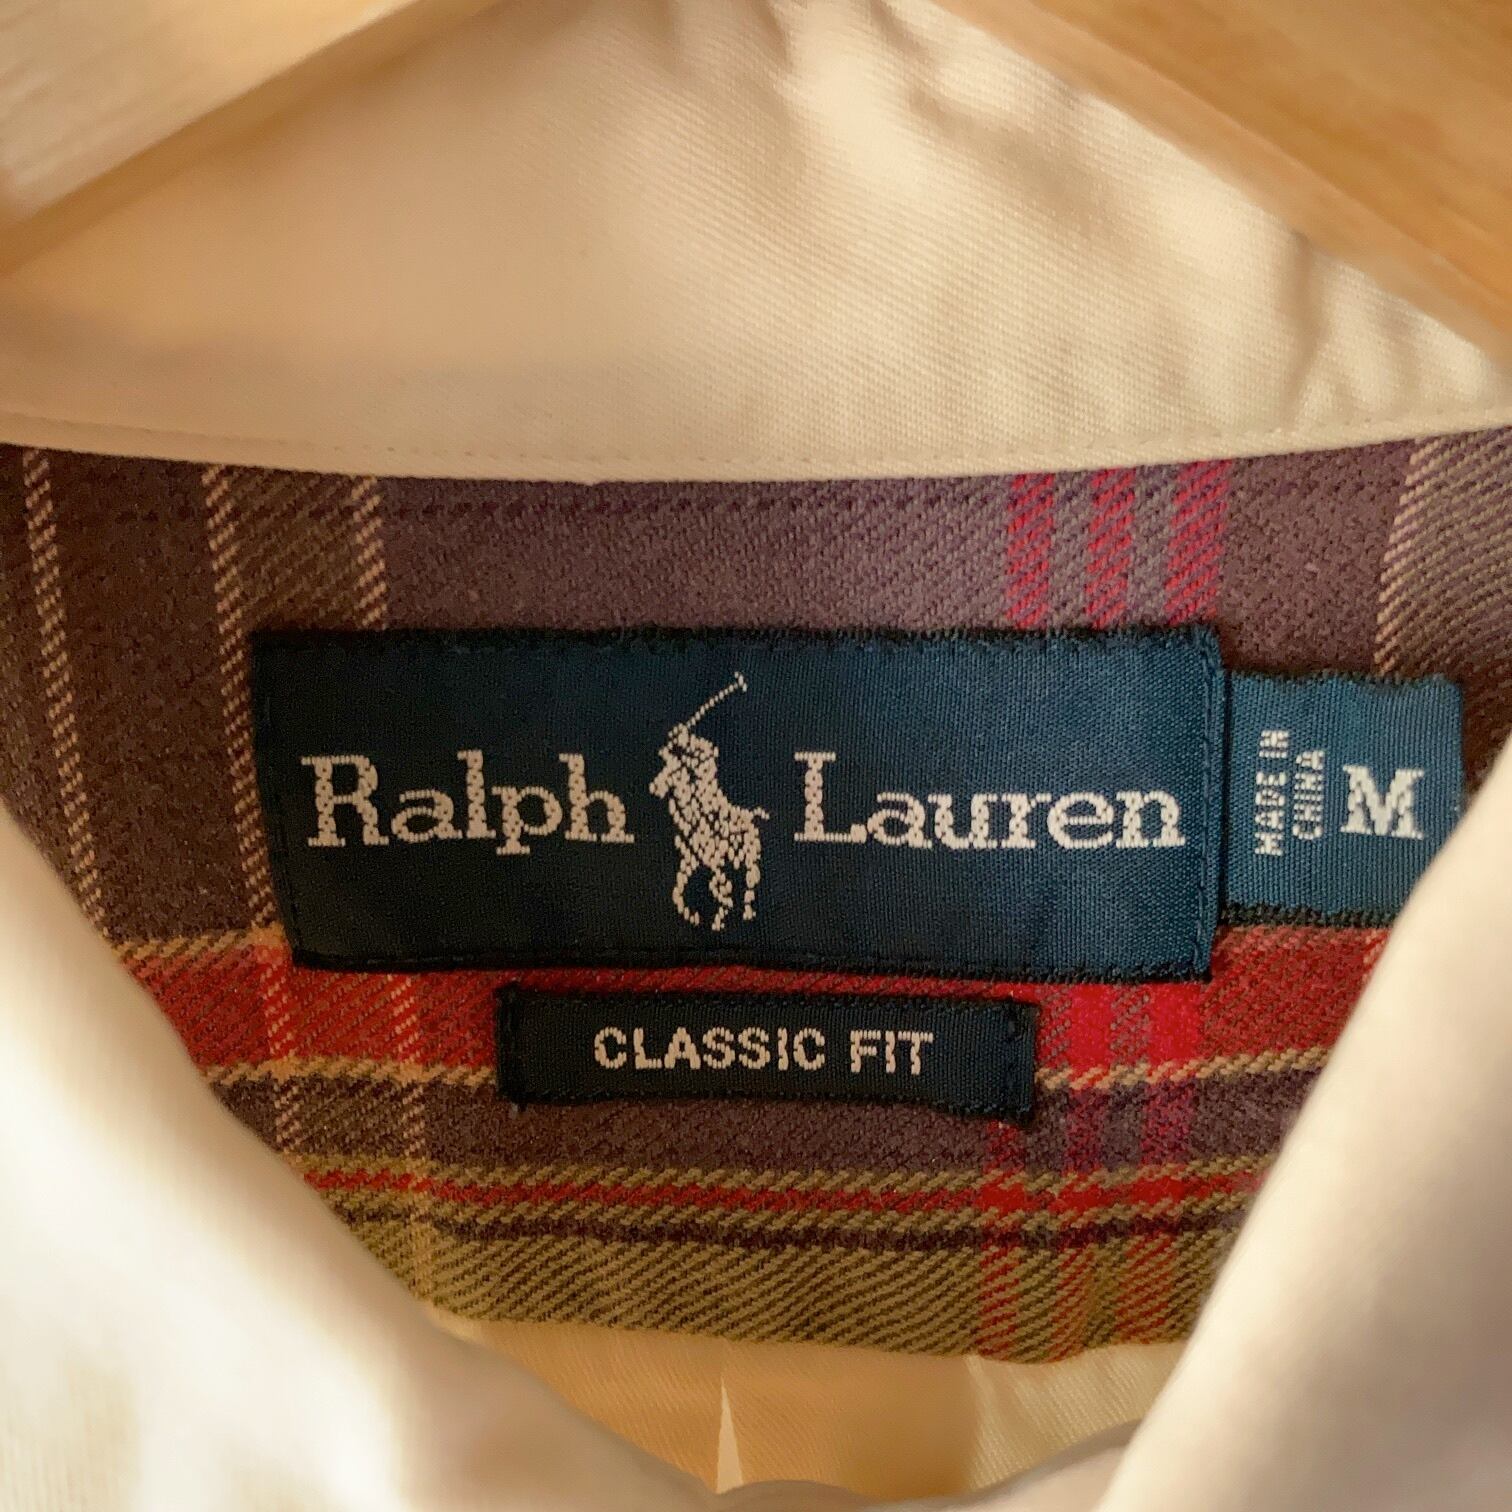 Ralph Lauren
MADE IN
CHINA
M
CLASSIC FIT